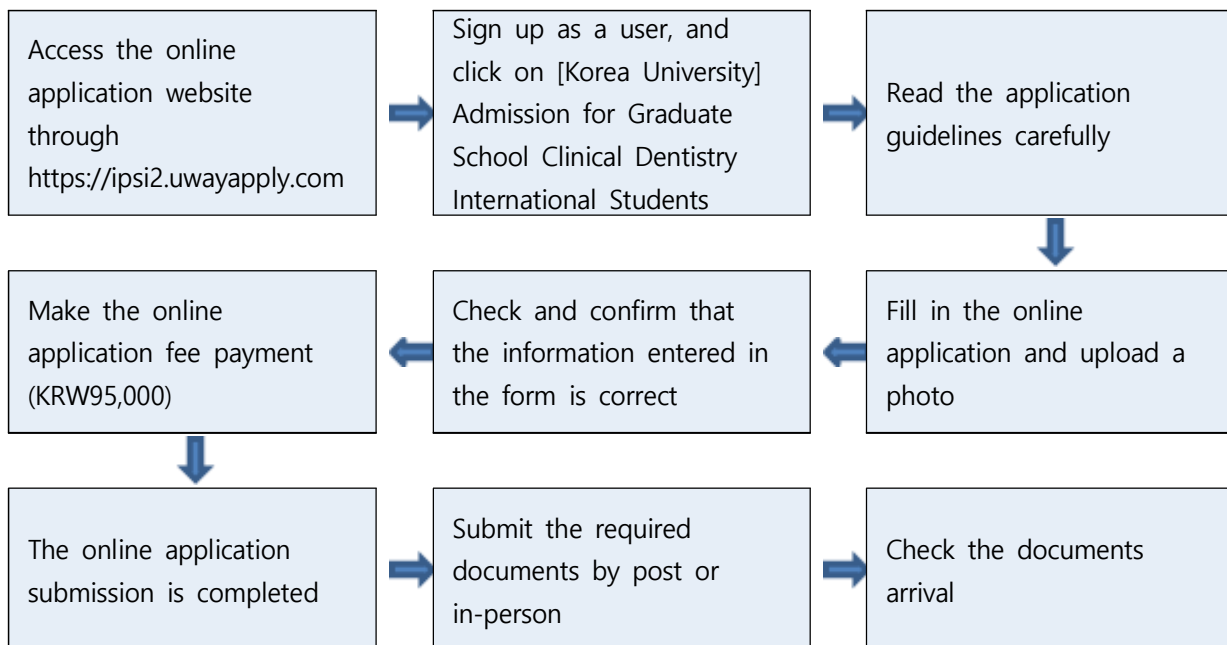 Access the online
application website
through
https://ipsi2.uwayapply.com
Sign up as a user, and
click on [Korea University]
Admission for Graduate
School Clinical Dentistry
International Students
Read the application
guidelines carefully
Fill in the online
application and upload a
photo
Check and confirm that
the information entered in
the form is correct
Make the online
application fee payment
(KRW95,000)
The online application
submission is completed
Submit the required
documents by post or
in-person
Check the documents
arrival